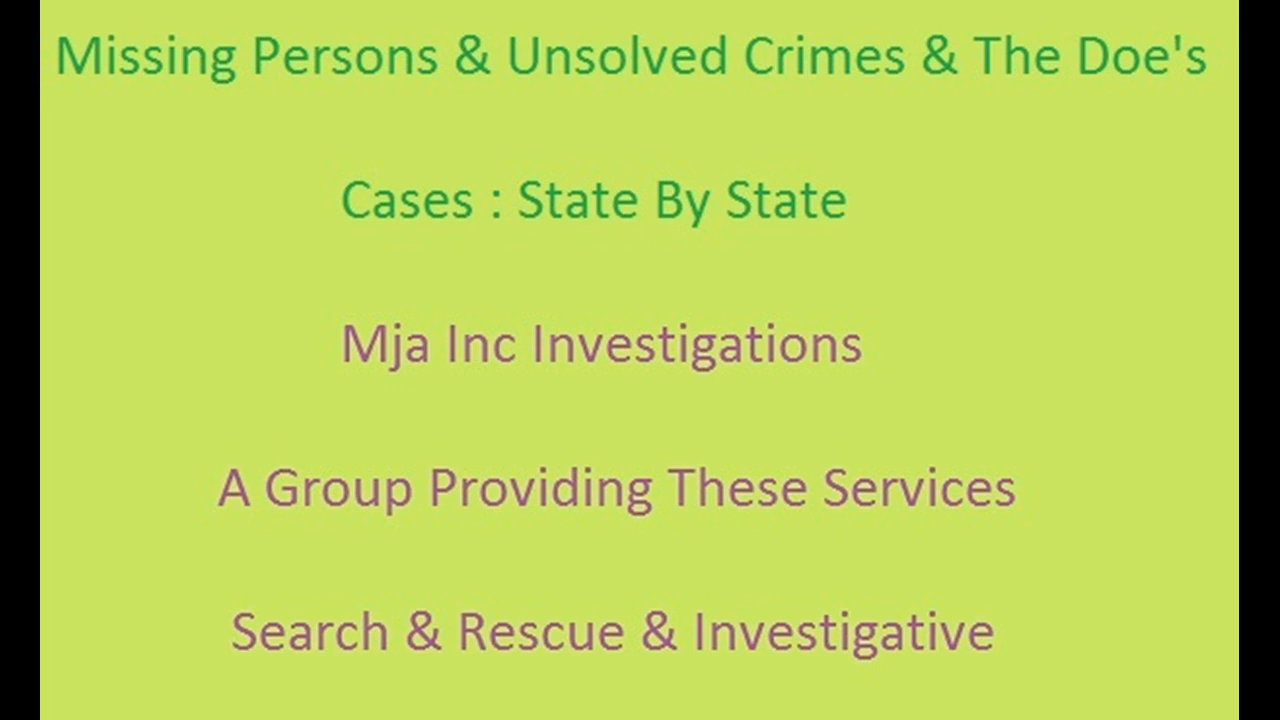 Missing Persons & Unsolved Crimes & The Doe's
Cases : State By State
Mja Inc Investigations
A Group Providing These Services
Search & Rescue & Investigative